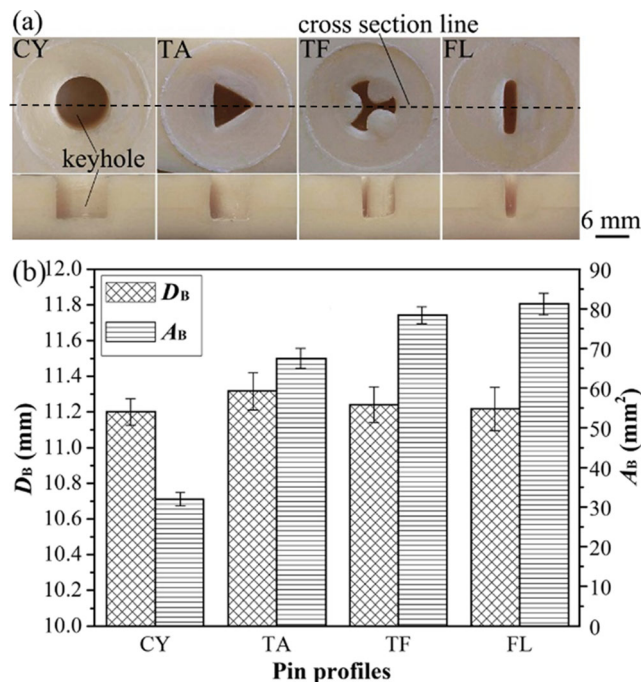 (a)
cross section line
CY TA TF FL
keyhole
6 mm
(b)
12.0 90
11.8 80
11.6 70
11.4 60
11.2 50
11.0 40
10.8 30
10.6 20
10.4 10
10.2 0
10.0
DB
AB
DB (mm)
AB (mm²)
CY TA TF FL
Pin profiles